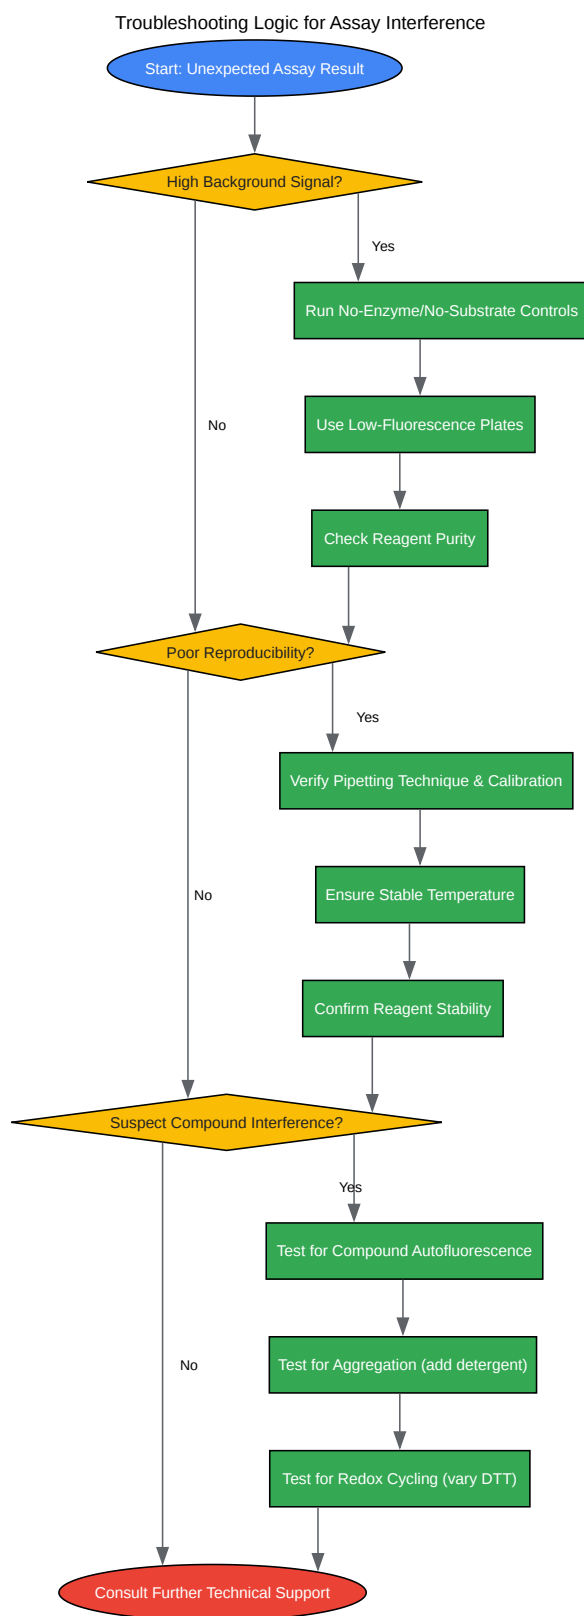 Troubleshooting Logic for Assay Interference
Start: Unexpected Assay Result
High Background Signal?
Yes
Run No-Enzyme/No-Substrate Controls
Use Low-Fluorescence Plates
No
Check Reagent Purity
Poor Reproducibility?
Yes
Verify Pipetting Technique & Calibration
Ensure Stable Temperature
No
Confirm Reagent Stability
Suspect Compound Interference?
Yes
Test for Compound Autofluorescence
Test for Aggregation (add detergent)
No
Test for Redox Cycling (vary DTT)
Consult Further Technical Support